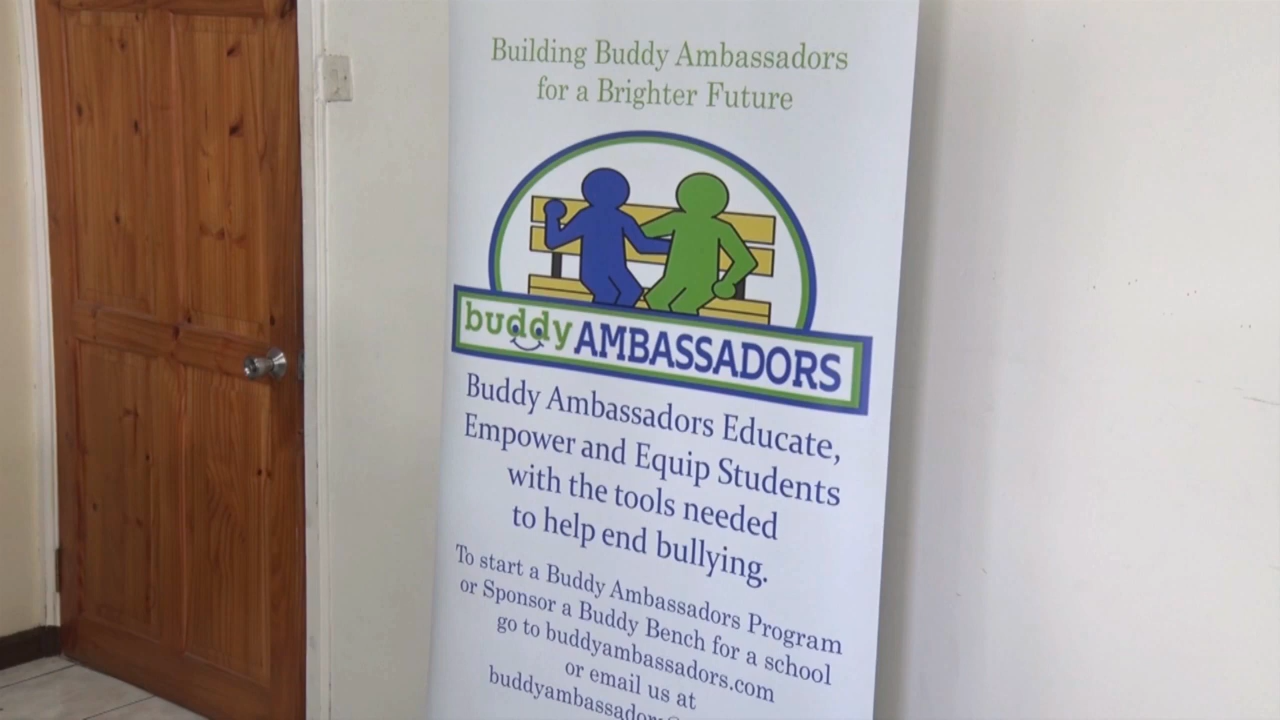 Building Buddy Ambassadors
for a Brighter Future
buddy AMBASSADORS
Buddy Ambassadors Educate,
Empower and Equip Students
with the tools needed
to help end bullying.
To start a Buddy Ambassadors Program
or Sponsor a Buddy Bench for a school
go to buddyambassadors.com
or email us at